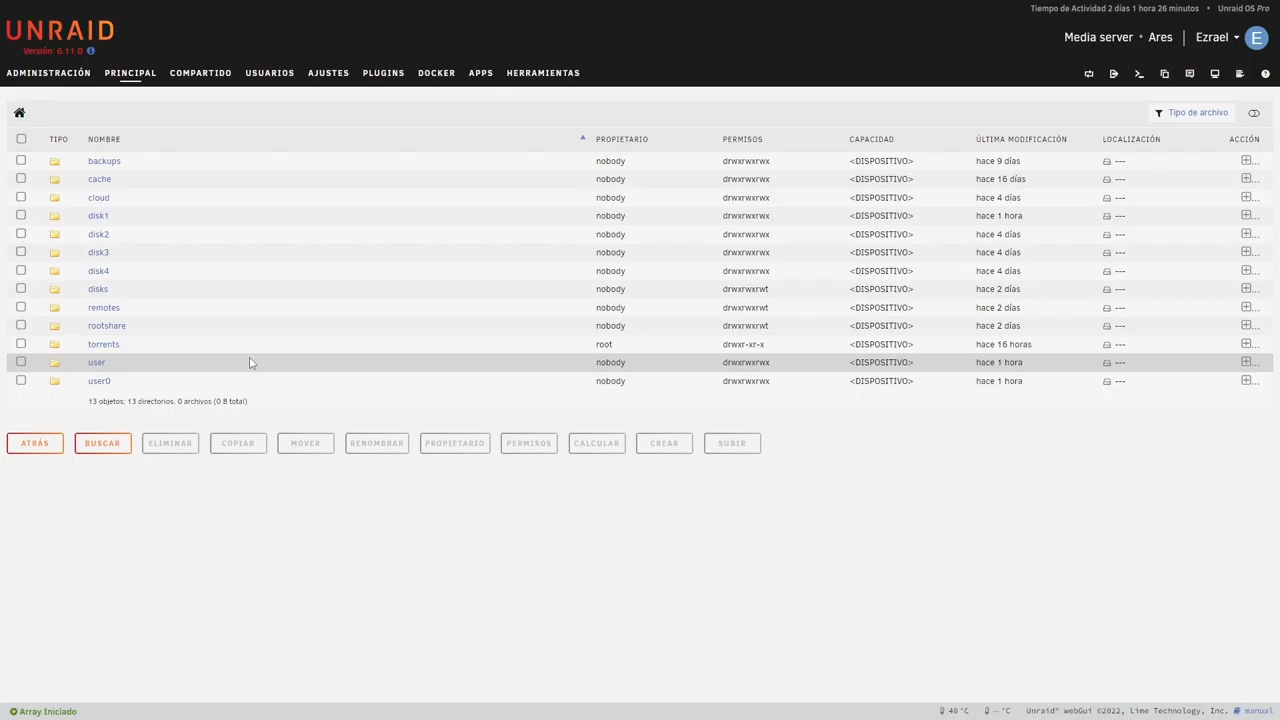 Tiempo de Actividad 2 días 1 hora 26 minutos • Unraid OS Pro
UNRAID
Versión: 6.11.0
Media server • Ares | Ezrael E
ADMINISTRACIÓN PRINCIPAL COMPARTIDO USUARIOS AJUSTES PLUGINS DOCKER APPS HERRAMIENTAS
Tipo de archivo
TIPO NOMBRE PROPIETARIO PERMISOS CAPACIDAD ÚLTIMA MODIFICACIÓN LOCALIZACIÓN ACCIÓN
backups nobody drwxrwxrwx <DISPOSITIVO> hace 9 días --- ...
cache nobody drwxrwxrwx <DISPOSITIVO> hace 16 días --- ...
cloud nobody drwxrwxrwx <DISPOSITIVO> hace 4 días --- ...
disk1 nobody drwxrwxrwx <DISPOSITIVO> hace 1 hora --- ...
disk2 nobody drwxrwxrwx <DISPOSITIVO> hace 4 días --- ...
disk3 nobody drwxrwxrwx <DISPOSITIVO> hace 4 días --- ...
disk4 nobody drwxrwxrwx <DISPOSITIVO> hace 4 días --- ...
disks nobody drwxrwxrwt <DISPOSITIVO> hace 2 días --- ...
remotes nobody drwxrwxrwt <DISPOSITIVO> hace 2 días --- ...
rootshare nobody drwxrwxrwt <DISPOSITIVO> hace 2 días --- ...
torrents root drwxr-xr-x <DISPOSITIVO> hace 16 horas --- ...
user nobody drwxrwxrwx <DISPOSITIVO> hace 1 hora --- ...
user0 nobody drwxrwxrwx <DISPOSITIVO> hace 1 hora --- ...
13 objetos: 13 directorios, 0 archivos (0 B total)
ATRÁS BUSCAR ELIMINAR COPIAR MOVER RENOMBRAR PROPIETARIO PERMISOS CALCULAR CREAR SUBIR
Array Iniciado 40 °C -- °C Unraid® webGui ©2022, Lime Technology, Inc. manual